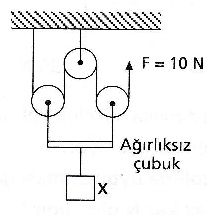 F = 10 N
Ağırlıksız
çubuk
X